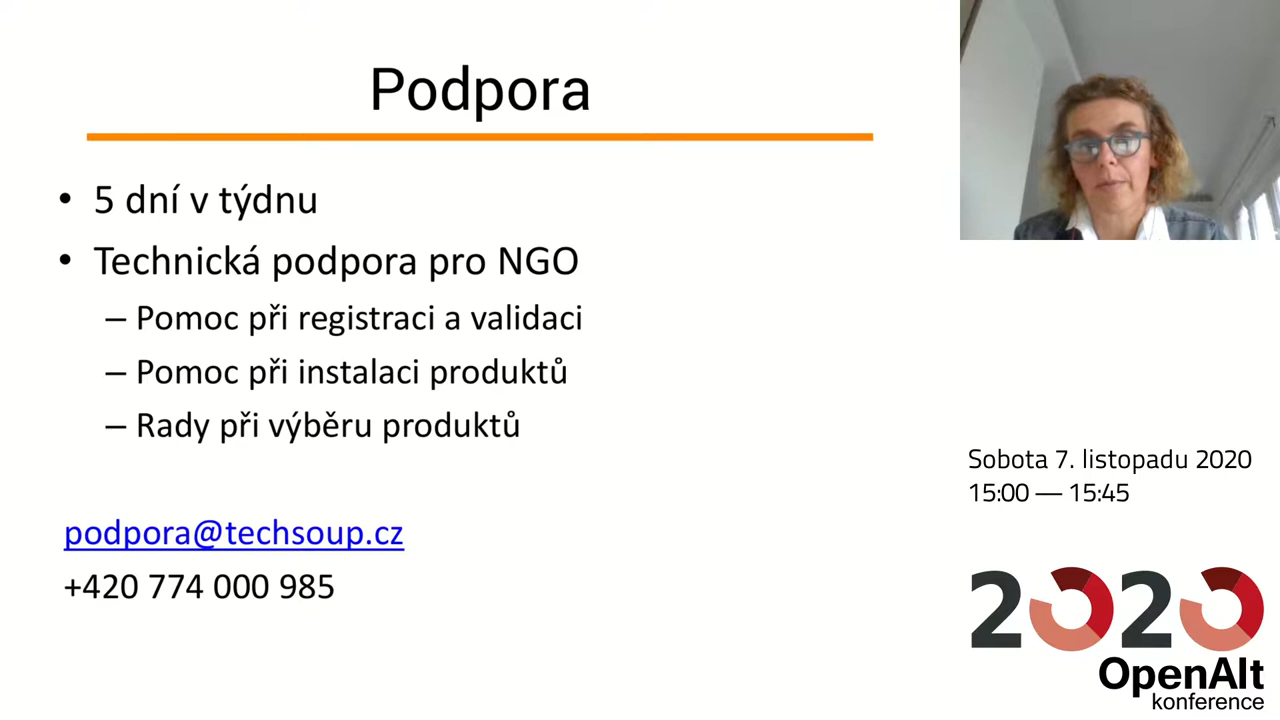 Podpora
• 5 dní v týdnu
• Technická podpora pro NGO
– Pomoc při registraci a validaci
– Pomoc při instalaci produktů
– Rady při výběru produktů
podpora@techsoup.cz
+420 774 000 985
Sobota 7. listopadu 2020
15:00 — 15:45
2020
OpenAlt
konference